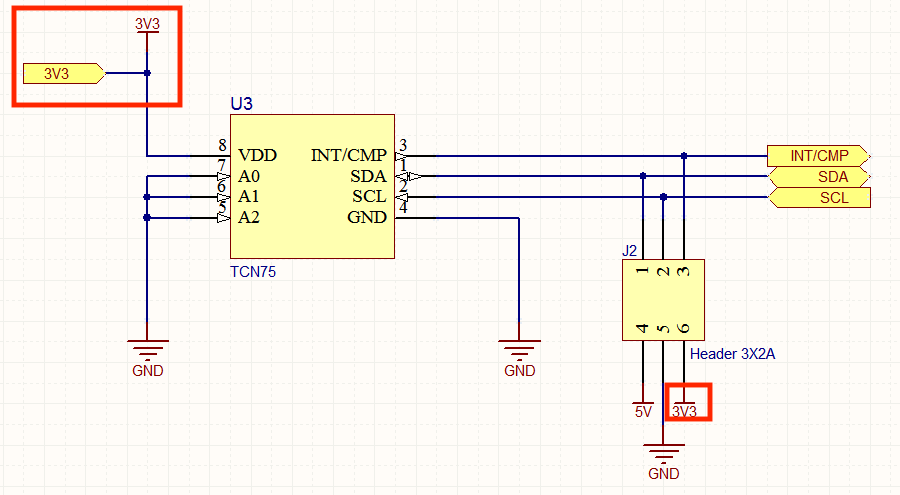 3V3
3V3
U3
8 VDD
7 A0
6 A1
5 A2
INT/CMP 3
SDA 1
SCL 2
GND 4
TCN75
INT/CMP
SDA
SCL
J2
1 2 3
4 5 6
Header 3X2A
GND
GND
5V
3V3
GND